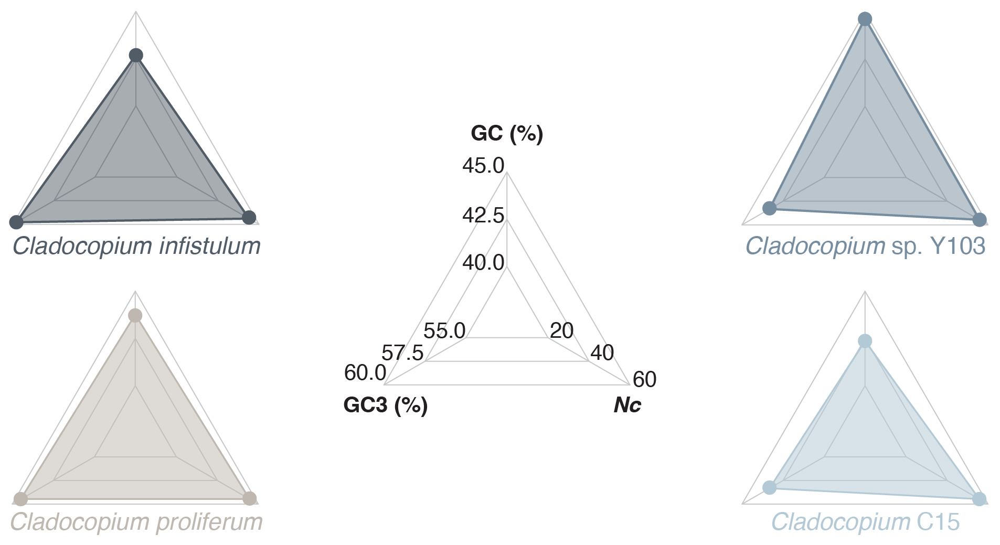 Cladocopium infistulum
Cladocopium sp. Y103
GC (%)
45.0
42.5
40.0
55.0
20
57.5
40
60.0
60
GC3 (%)
Nc
Cladocopium proliferum
Cladocopium C15